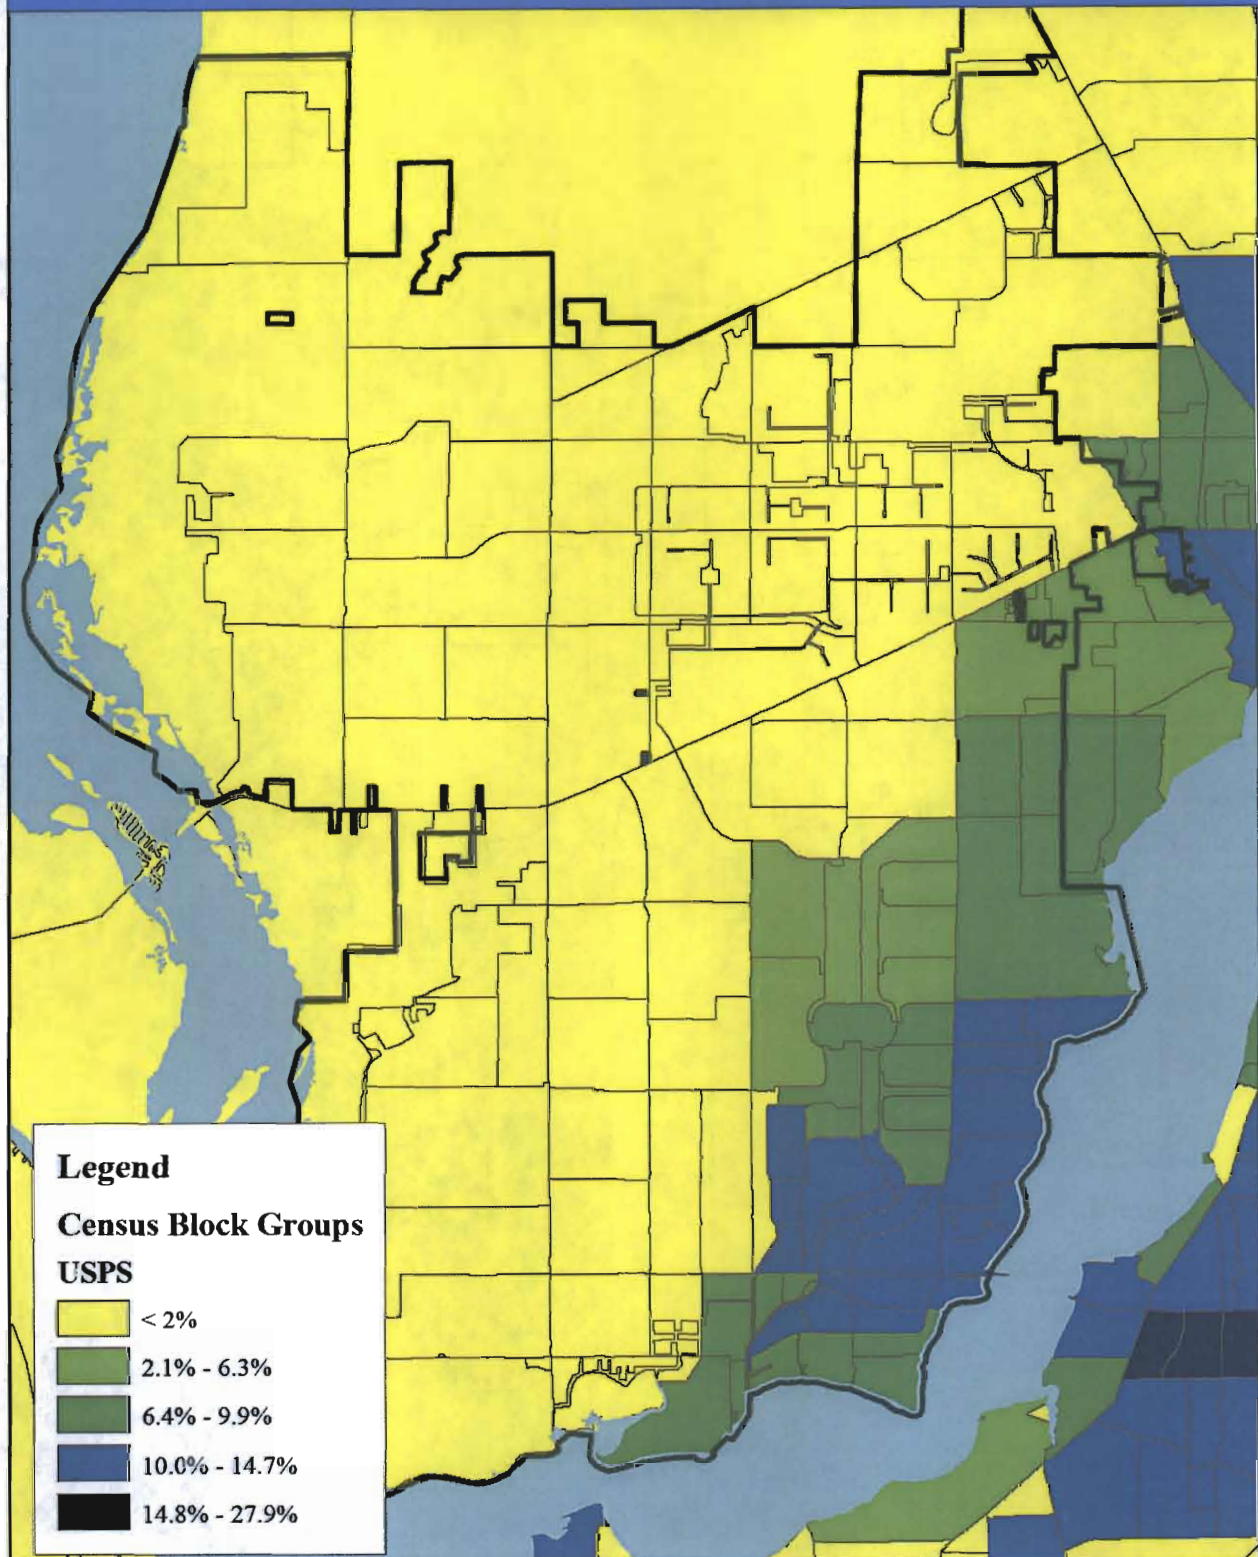 Legend
Census Block Groups
USPS
< 2%
2.1% - 6.3%
6.4% - 9.9%
10.0% - 14.7%
14.8% - 27.9%